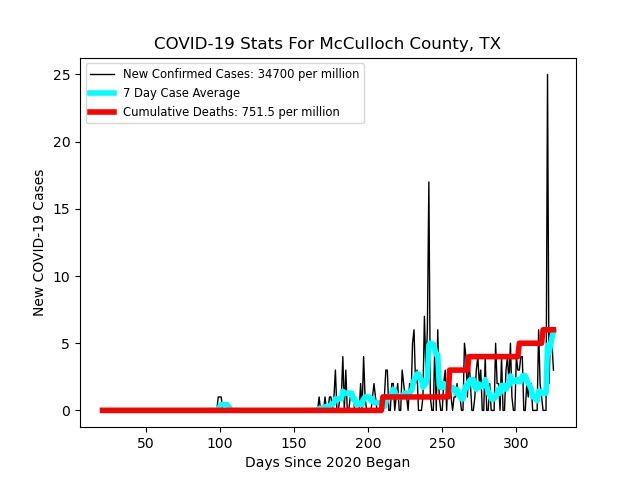 COVID-19 Stats For McCulloch County, TX
New Confirmed Cases: 34700 per million
7 Day Case Average
Cumulative Deaths: 751.5 per million
New COVID-19 Cases
25
20
15
10
5
0
50 100 150 200 250 300
Days Since 2020 Began